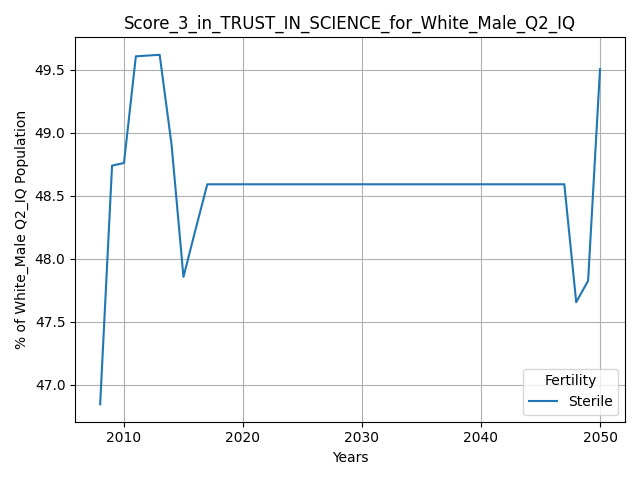 Score_3_in_TRUST_IN_SCIENCE_for_White_Male_Q2_IQ
% of White_Male Q2_IQ Population
49.5
49.0
48.5
48.0
47.5
47.0
Fertility
Sterile
2010 2020 2030 2040 2050
Years